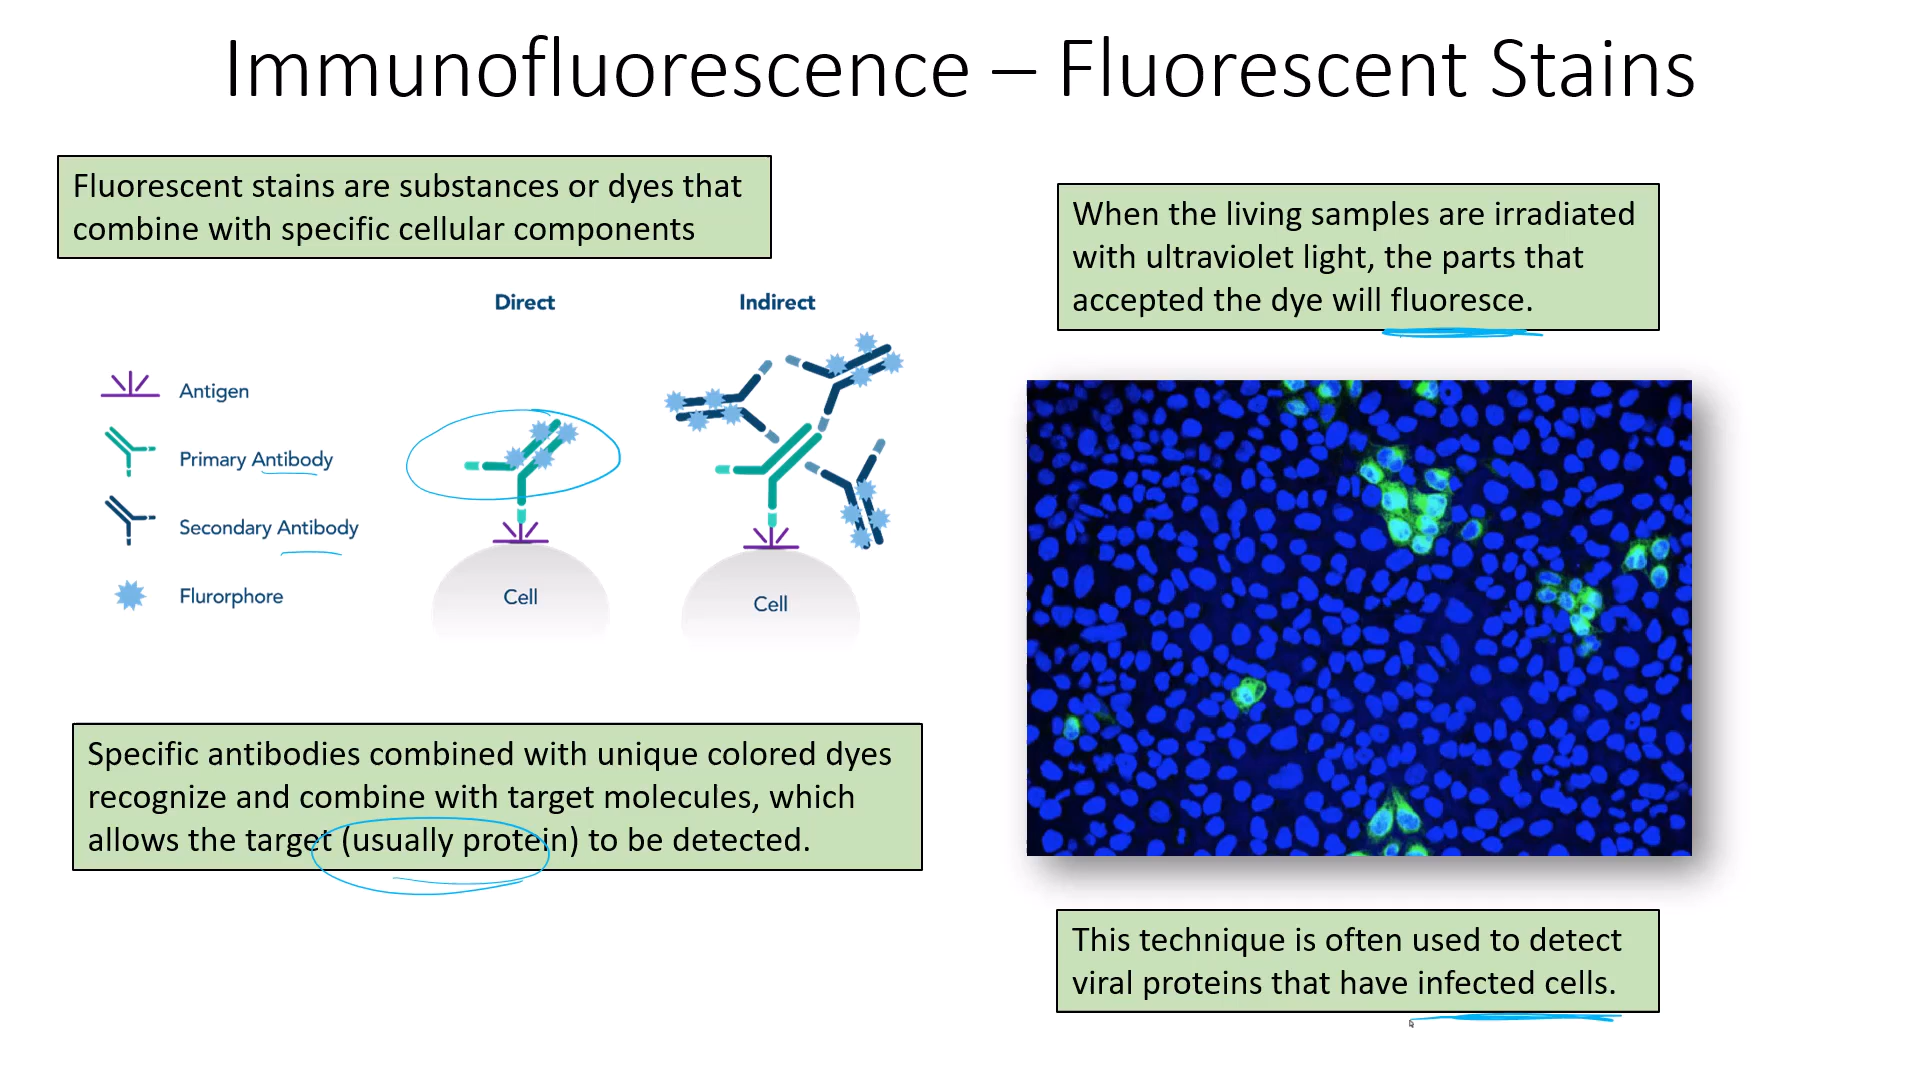 Immunofluorescence – Fluorescent Stains
Fluorescent stains are substances or dyes that
combine with specific cellular components
Direct
Indirect
Antigen
Primary Antibody
Secondary Antibody
Flurorphore
Cell
Cell
Specific antibodies combined with unique colored dyes
recognize and combine with target molecules, which
allows the target (usually protein) to be detected.
When the living samples are irradiated
with ultraviolet light, the parts that
accepted the dye will fluoresce.
This technique is often used to detect
viral proteins that have infected cells.